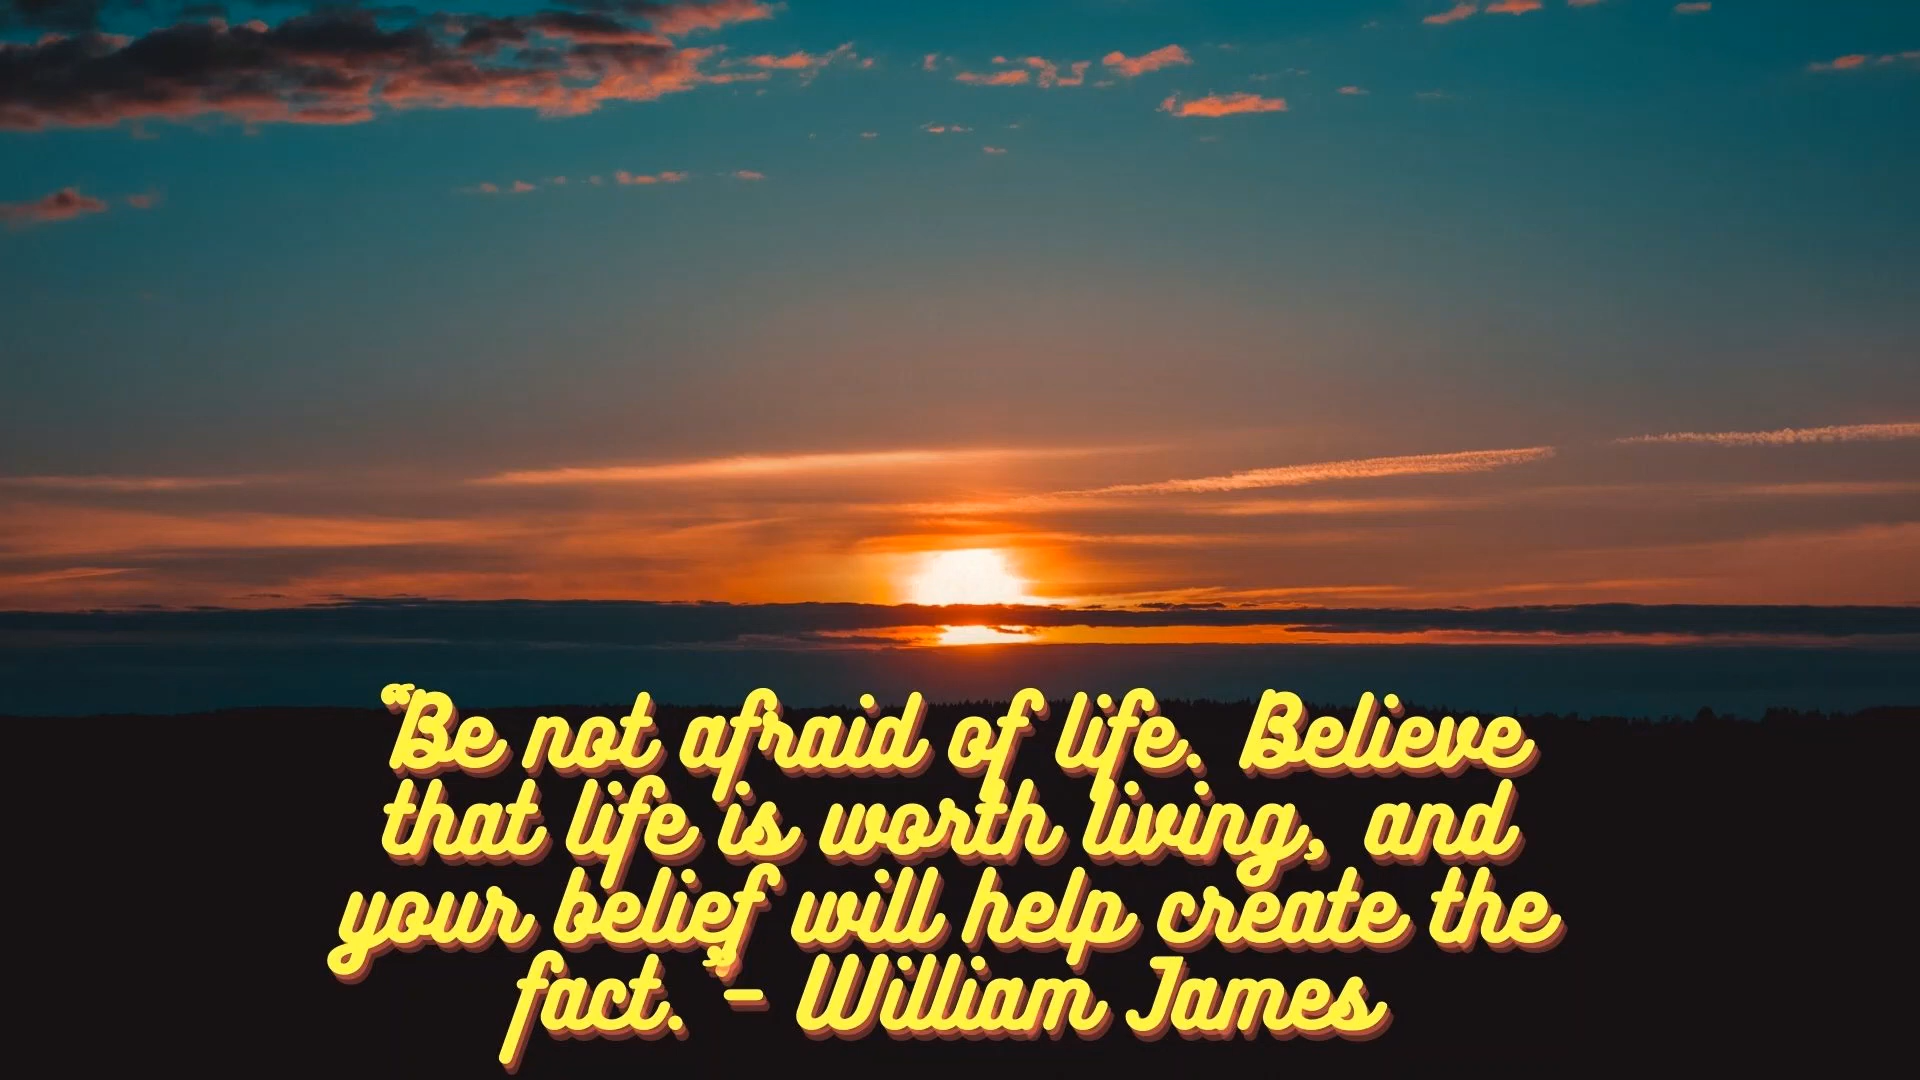 “Be not afraid of life. Believe
that life is worth living, and
your belief will help create the
fact.”– William James